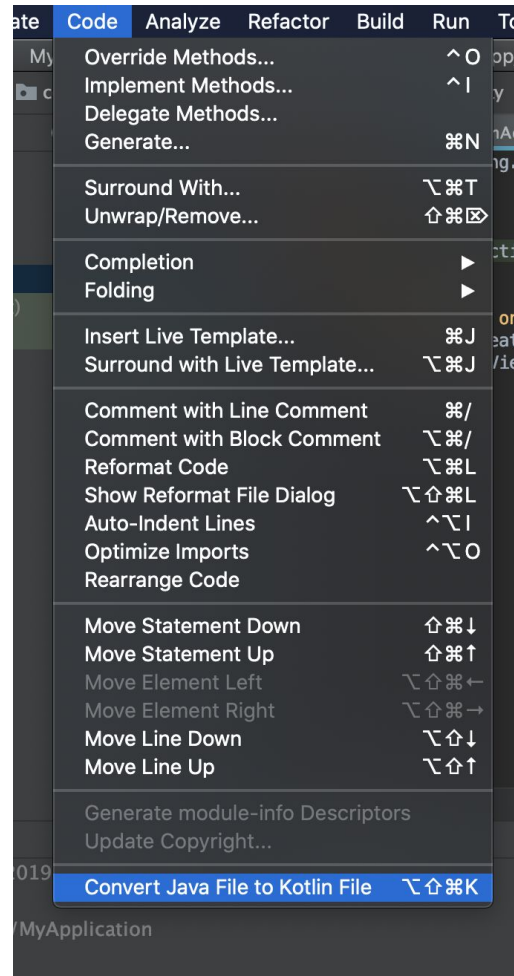 ate Code Analyze Refactor Build Run To
My
Override Methods... ^O
Implement Methods... ^I
Delegate Methods...
Generate... ⌘N
Surround With... ⌥⌘T
Unwrap/Remove... ⇧⌘⌦
Completion ▶
Folding ▶
Insert Live Template... ⌘J
Surround with Live Template... ⌥⌘J
Comment with Line Comment ⌘/
Comment with Block Comment ⌥⌘/
Reformat Code ⌥⌘L
Show Reformat File Dialog ⌥⇧⌘L
Auto-Indent Lines ^⌥I
Optimize Imports ^⌥O
Rearrange Code
Move Statement Down ⇧⌘↓
Move Statement Up ⇧⌘↑
Move Element Left ⌥⇧⌘←
Move Element Right ⌥⇧⌘→
Move Line Down ⌥⇧↓
Move Line Up ⌥⇧↑
Generate module-info Descriptors
Update Copyright...
2019
Convert Java File to Kotlin File ⌥⇧⌘K
/MyApplication